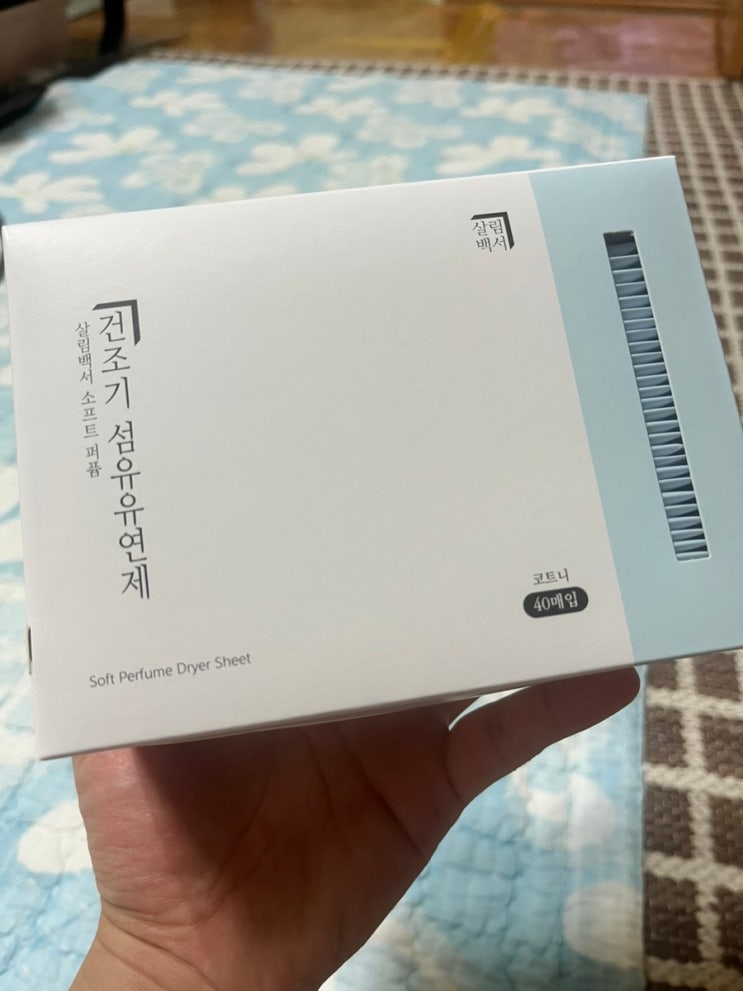 살림
백서
건조기 섬유유연제
살림백서 소프트 퍼퓸
코트니
40매입
Soft Perfume Dryer Sheet